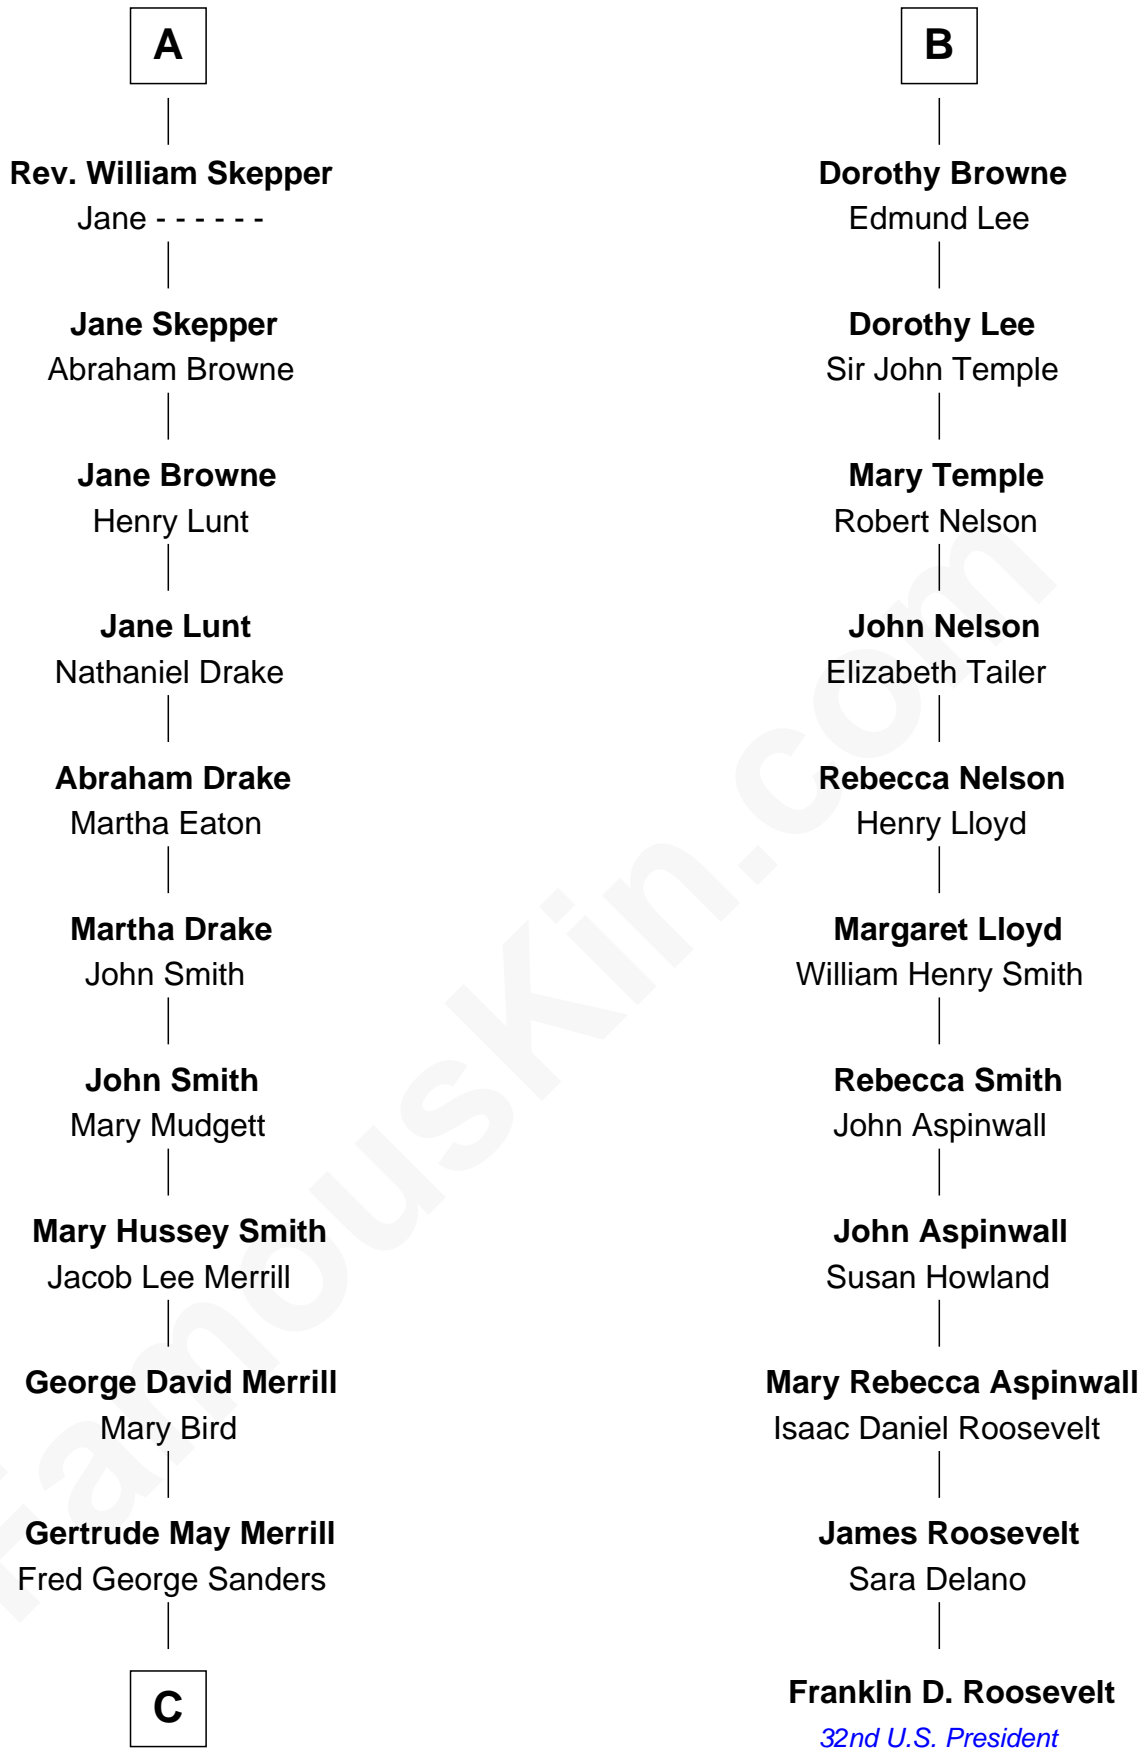 A
Rev. William Skepper
Jane - - - - - -
Jane Skepper
Abraham Browne
Jane Browne
Henry Lunt
Jane Lunt
Nathaniel Drake
Abraham Drake
Martha Eaton
Martha Drake
John Smith
John Smith
Mary Mudgett
Mary Hussey Smith
Jacob Lee Merrill
George David Merrill
Mary Bird
Gertrude May Merrill
Fred George Sanders
C
B
Dorothy Browne
Edmund Lee
Dorothy Lee
Sir John Temple
Mary Temple
Robert Nelson
John Nelson
Elizabeth Tailer
Rebecca Nelson
Henry Lloyd
Margaret Lloyd
William Henry Smith
Rebecca Smith
John Aspinwall
John Aspinwall
Susan Howland
Mary Rebecca Aspinwall
Isaac Daniel Roosevelt
James Roosevelt
Sara Delano
Franklin D. Roosevelt
32nd U.S. President
FamousKin.com